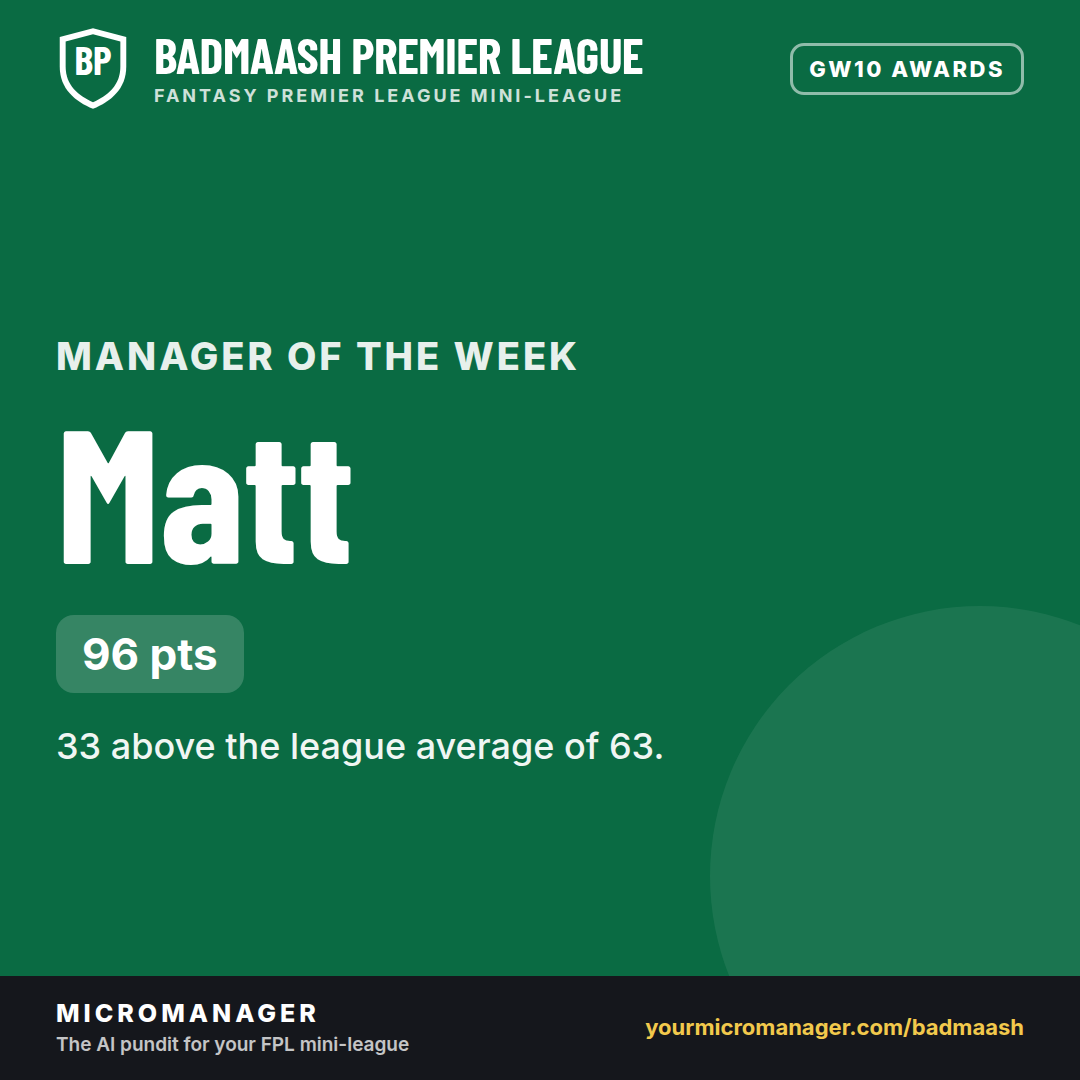 BP
BADMAASH PREMIER LEAGUE
FANTASY PREMIER LEAGUE MINI-LEAGUE
GW10 AWARDS
MANAGER OF THE WEEK
Matt
96 pts
33 above the league average of 63.
MICROMANAGER
The AI pundit for your FPL mini-league
yourmicromanager.com/badmaash